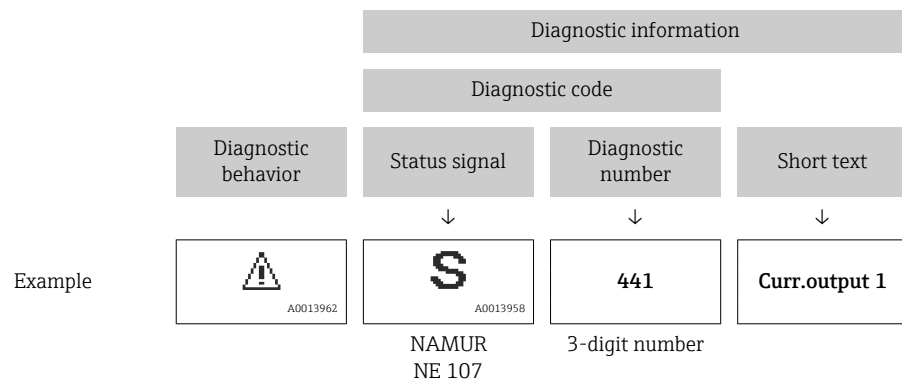 Diagnostic information
Diagnostic code
Diagnostic
behavior
Status signal
Diagnostic
number
Short text
↓ ↓ ↓
Example
A0013962
S
A0013958
441
Curr.output 1
NAMUR
NE 107
3-digit number